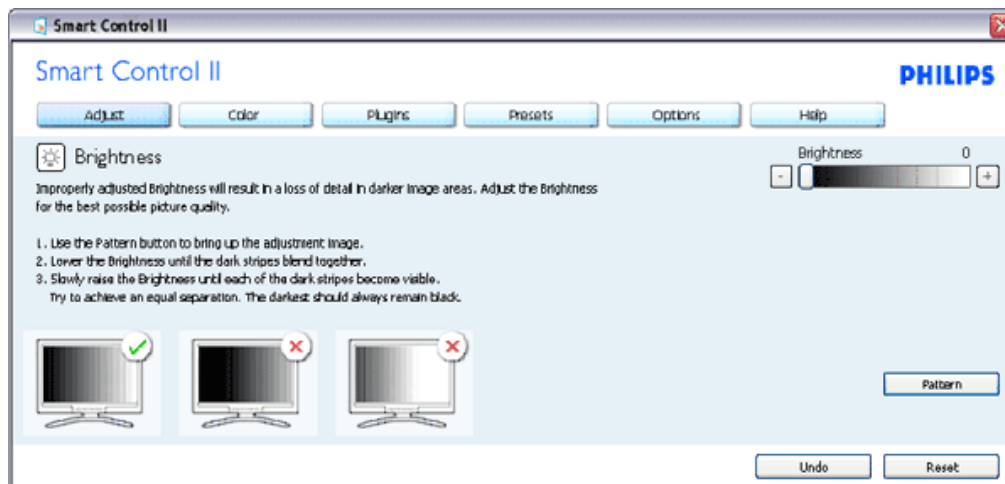 Smart Control II
Smart Control II
PHILIPS
Adjust Color Plugins Presets Options Help
Brightness
Brightness 0
Improperly adjusted Brightness will result in a loss of detail in darker image areas. Adjust the Brightness
for the best possible picture quality.
1. Use the Pattern button to bring up the adjustment image.
2. Lower the Brightness until the dark stripes blend together.
3. Slowly raise the Brightness until each of the dark stripes become visible.
Try to achieve an equal separation. The darkest should always remain black.
Pattern
Undo Reset